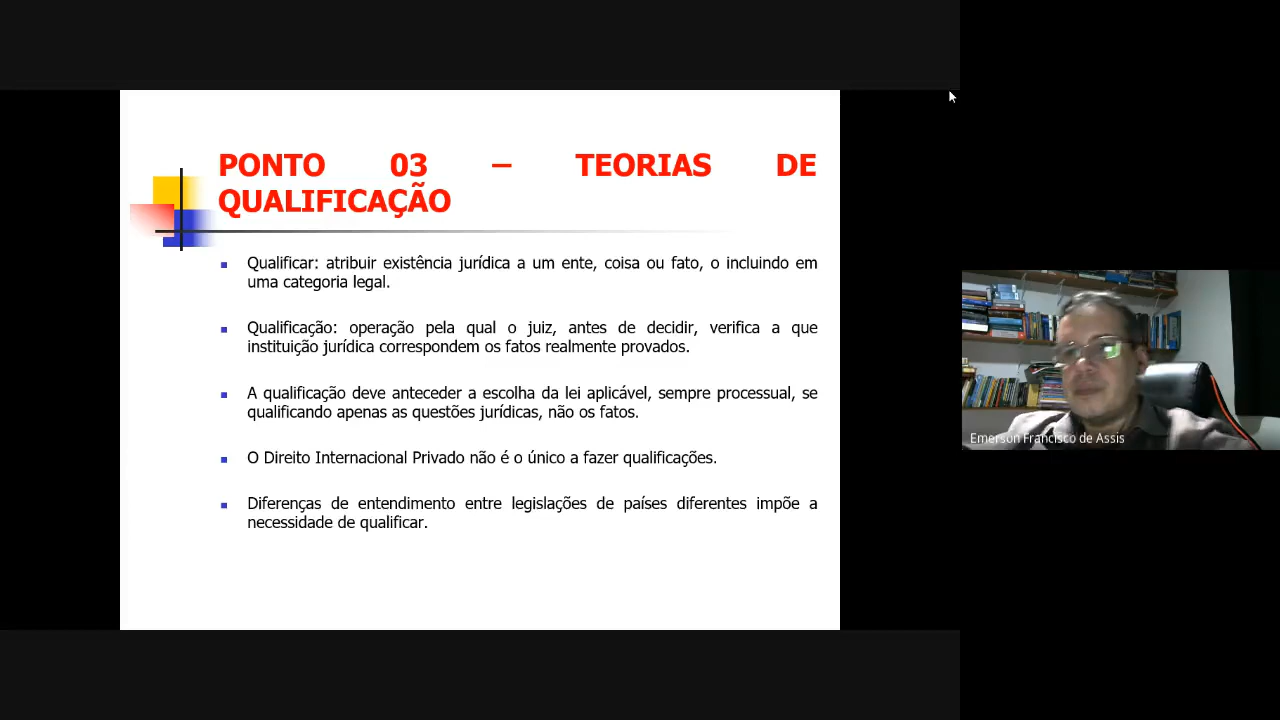 PONTO 03 – TEORIAS DE
QUALIFICAÇÃO
Qualificar: atribuir existência jurídica a um ente, coisa ou fato, o incluindo em
uma categoria legal.
Qualificação: operação pela qual o juiz, antes de decidir, verifica a que
instituição jurídica correspondem os fatos realmente provados.
A qualificação deve anteceder a escolha da lei aplicável, sempre processual, se
qualificando apenas as questões jurídicas, não os fatos.
O Direito Internacional Privado não é o único a fazer qualificações.
Diferenças de entendimento entre legislações de países diferentes impõe a
necessidade de qualificar.
Emerson Francisco de Assis